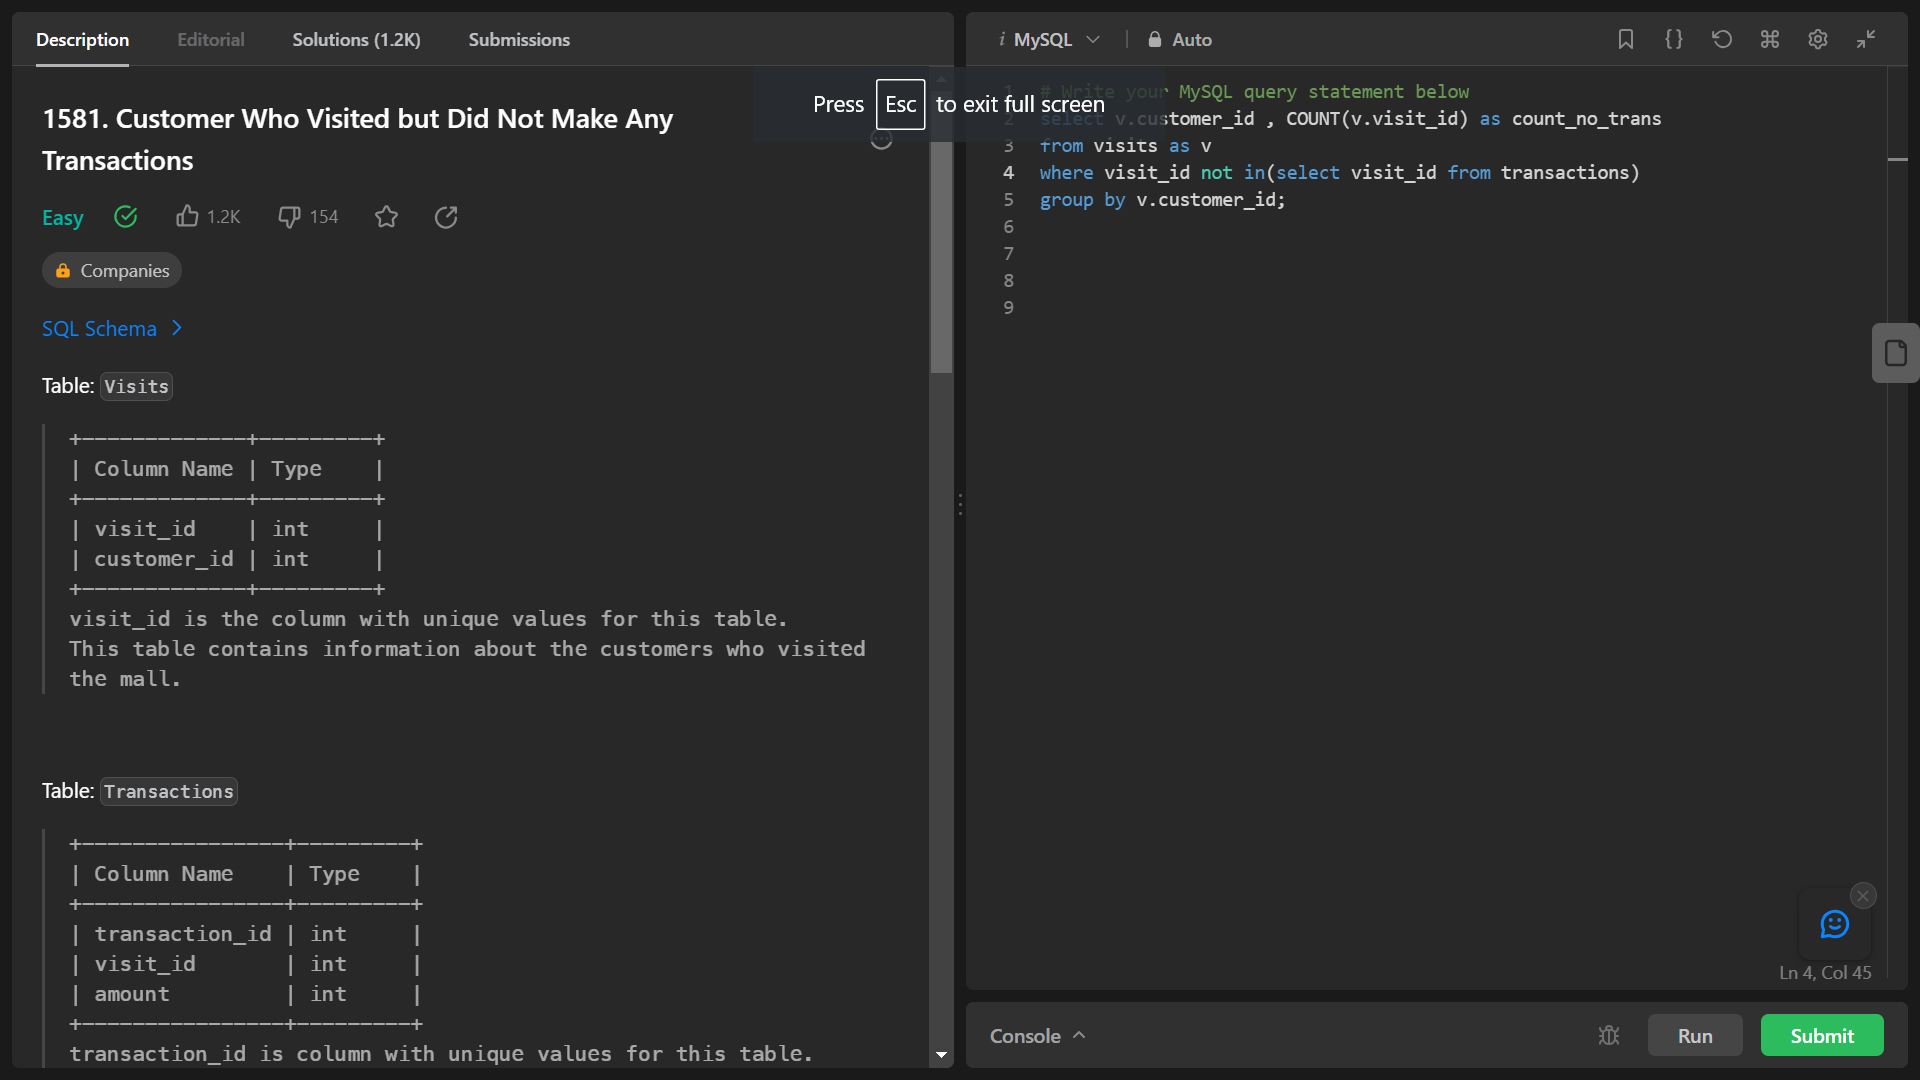 Description Editorial Solutions (1.2K) Submissions
1581. Customer Who Visited but Did Not Make Any
Transactions
Easy 1.2K 154
Companies
SQL Schema
Table: Visits
+-------------+---------+
| Column Name | Type    |
+-------------+---------+
| visit_id    | int     |
| customer_id | int     |
+-------------+---------+
visit_id is the column with unique values for this table.
This table contains information about the customers who visited
the mall.
Table: Transactions
+----------------+---------+
| Column Name    | Type    |
+----------------+---------+
| transaction_id | int     |
| visit_id       | int     |
| amount         | int     |
+----------------+---------+
transaction_id is column with unique values for this table.
i MySQL Auto
Press Esc to exit full screen
1 # Write your MySQL query statement below
2 select v.customer_id , COUNT(v.visit_id) as count_no_trans
3 from visits as v
4 where visit_id not in(select visit_id from transactions)
5 group by v.customer_id;
6
7
8
9
Ln 4, Col 45
Console Run Submit